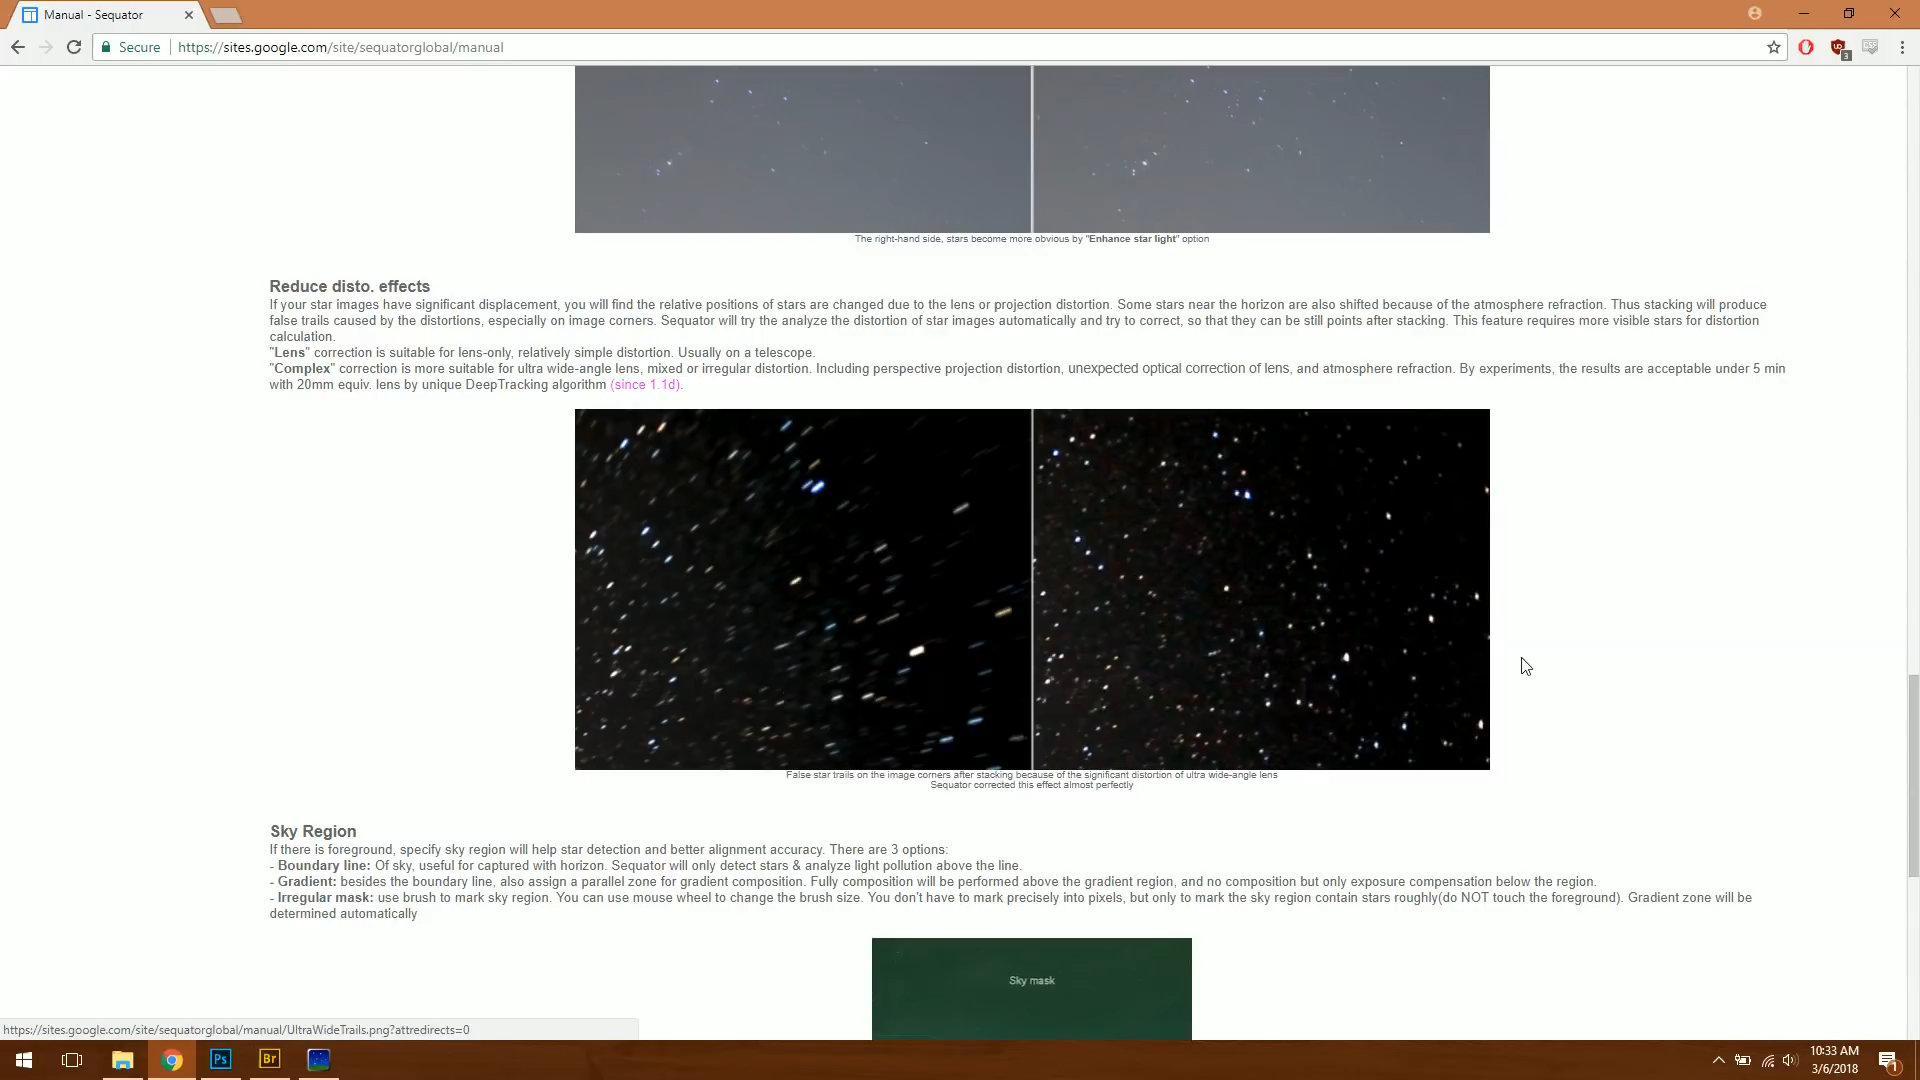 Manual - Sequator
Secure https://sites.google.com/site/sequatorglobal/manual
The right-hand side, stars become more obvious by "Enhance star light" option
Reduce disto. effects
If your star images have significant displacement, you will find the relative positions of stars are changed due to the lens or projection distortion. Some stars near the horizon are also shifted because of the atmosphere refraction. Thus stacking will produce
false trails caused by the distortions, especially on image corners. Sequator will try the analyze the distortion of star images automatically and try to correct, so that they can be still points after stacking. This feature requires more visible stars for distortion
calculation.
"Lens" correction is suitable for lens-only, relatively simple distortion. Usually on a telescope.
"Complex" correction is more suitable for ultra wide-angle lens, mixed or irregular distortion. Including perspective projection distortion, unexpected optical correction of lens, and atmosphere refraction. By experiments, the results are acceptable under 5 min
with 20mm equiv. lens by unique DeepTracking algorithm (since 1.1d).
False star trails on the image corners after stacking because of the significant distortion of ultra wide-angle lens
Sequator corrected this effect almost perfectly
Sky Region
If there is foreground, specify sky region will help star detection and better alignment accuracy. There are 3 options:
- Boundary line: Of sky, useful for captured with horizon. Sequator will only detect stars & analyze light pollution above the line.
- Gradient: besides the boundary line, also assign a parallel zone for gradient composition. Fully composition will be performed above the gradient region, and no composition but only exposure compensation below the region.
- Irregular mask: use brush to mark sky region. You can use mouse wheel to change the brush size. You don't have to mark precisely into pixels, but only to mark the sky region contain stars roughly(do NOT touch the foreground). Gradient zone will be
determined automatically
Sky mask
https://sites.google.com/site/sequatorglobal/manual/UltraWideTrails.png?attredirects=0
Ps
Br
10:33 AM
3/6/2018
1
3